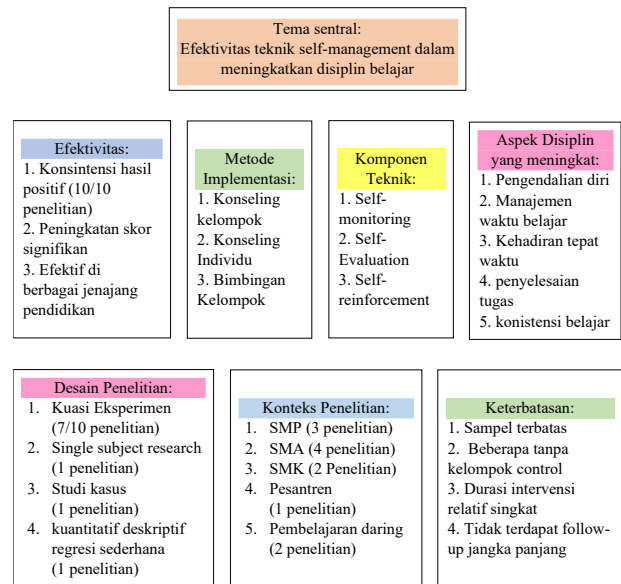 Tema sentral:
Efektivitas teknik self-management dalam
meningkatkan disiplin belajar
Efektivitas:
1. Konsintensi hasil
positif (10/10
penelitian)
2. Peningkatan skor
signifikan
3. Efektif di
berbagai jenajang
pendidikan
Metode
Implementasi:
1. Konseling
kelompok
2. Konseling
Individu
3. Bimbingan
Kelompok
Komponen
Teknik:
1. Self-
monitoring
2. Self-
Evaluation
3. Self-
reinforcement
Aspek Disiplin
yang meningkat:
1. Pengendalian diri
2. Manajemen
waktu belajar
3. Kehadiran tepat
waktu
4. penyelesaian
tugas
5. konistensi belajar
Desain Penelitian:
1. Kuasi Eksperimen
(7/10 penelitian)
2. Single subject research
(1 penelitian)
3. Studi kasus
(1 penelitian)
4. kuantitatif deskriptif
regresi sederhana
(1 penelitian)
Konteks Penelitian:
1. SMP (3 penelitian)
2. SMA (4 penelitian)
3. SMK (2 Penelitian)
4. Pesantren
(1 penelitian)
5. Pembelajaran daring
(2 penelitian)
Keterbatasan:
1. Sampel terbatas
2. Beberapa tanpa
kelompok control
3. Durasi intervensi
relatif singkat
4. Tidak terdapat follow-
up jangka panjang